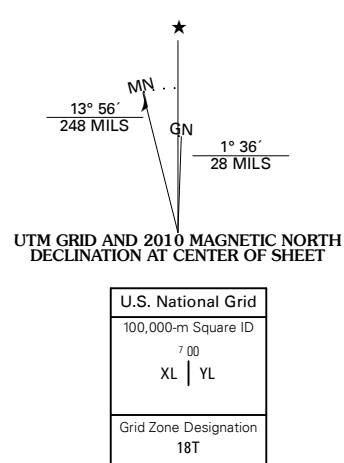 ★
MN
13° 56´
248 MILS
GN
1° 36´
28 MILS
UTM GRID AND 2010 MAGNETIC NORTH
DECLINATION AT CENTER OF SHEET
U.S. National Grid
100,000-m Square ID
7 00
XL YL
Grid Zone Designation
18T